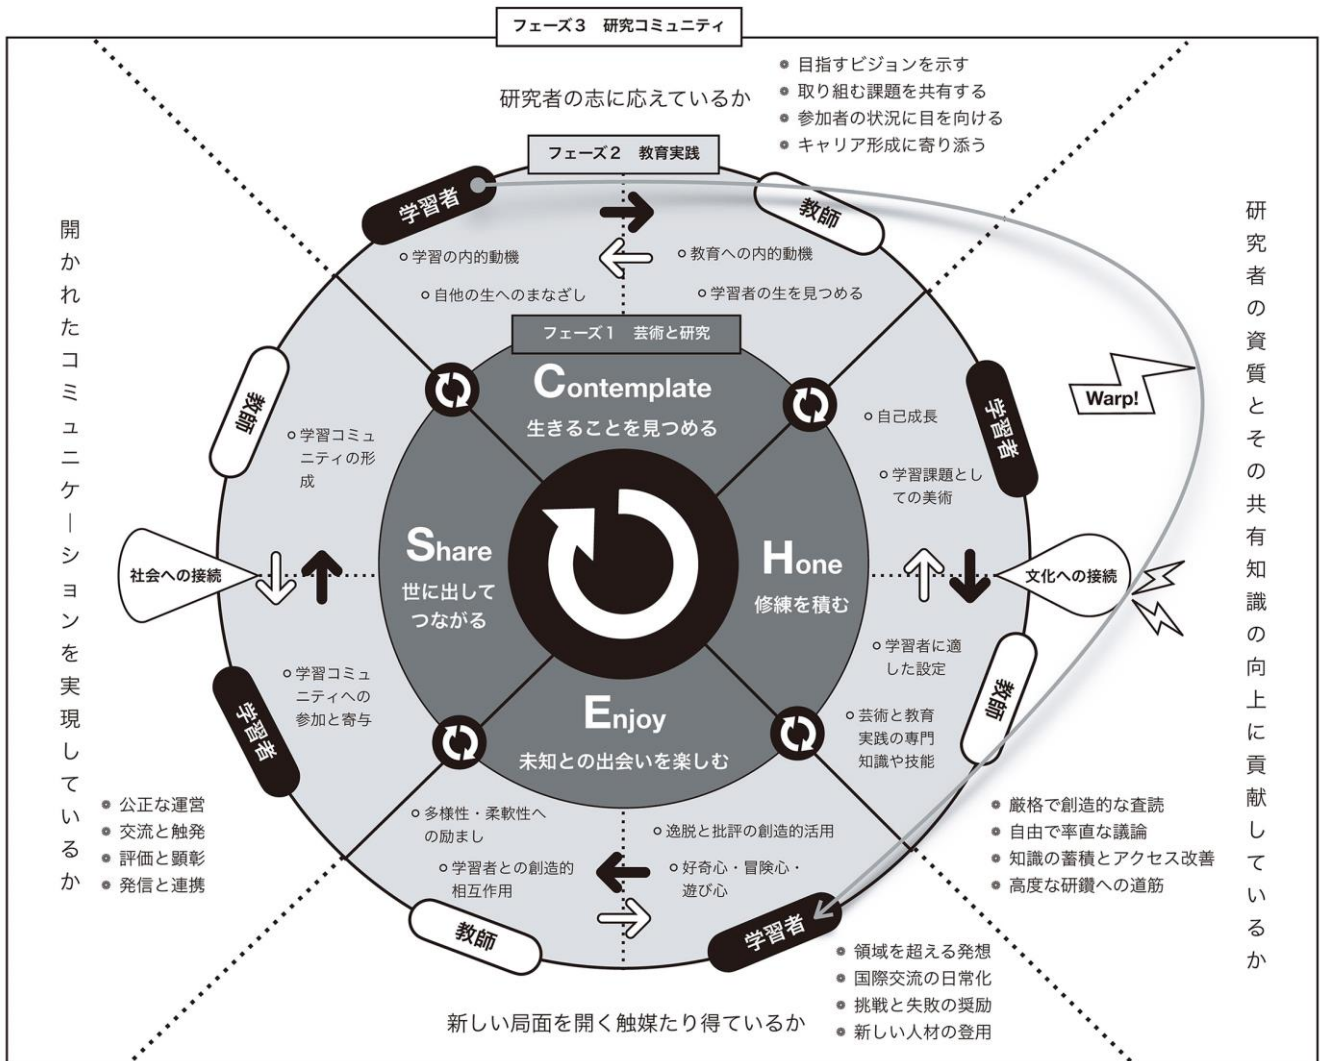 フェーズ３　研究コミュニティ
研究者の志に応えているか
目指すビジョンを示す
取り組む課題を共有する
参加者の状況に目を向ける
キャリア形成に寄り添う
フェーズ２　教育実践
学習者
教師
学習の内的動機
自他の生へのまなざし
教育への内的動機
学習者の生を見つめる
フェーズ１　芸術と研究
Contemplate
生きることを見つめる
教師
学習コミュ
ニティの形
成
学習者
自己成長
学習課題とし
ての美術
Warp!
Share
世に出して
つながる
Hone
修練を積む
社会への接続
文化への接続
学習者
学習コミュ
ニティへの
参加と寄与
教師
学習者に適
した設定
芸術と教育
実践の専門
知識や技能
Enjoy
未知との出会いを楽しむ
多様性・柔軟性へ
の励まし
学習者との創造的
相互作用
逸脱と批評の創造的活用
好奇心・冒険心・
遊び心
教師
学習者
開かれたコミュニケーションを実現しているか
公正な運営
交流と触発
評価と顕彰
発信と連携
研究者の資質とその共有知識の向上に貢献しているか
厳格で創造的な査読
自由で率直な議論
知識の蓄積とアクセス改善
高度な研鑽への道筋
新しい局面を開く触媒たり得ているか
領域を超える発想
国際交流の日常化
挑戦と失敗の奨励
新しい人材の登用